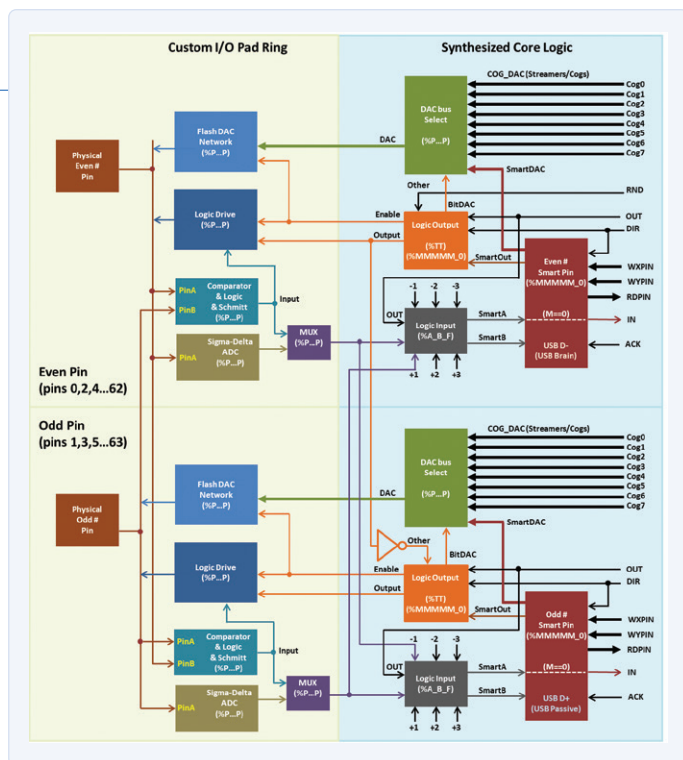 Custom I/O Pad Ring
Synthesized Core Logic
COG_DAC (Streamers/Cogs)
Cog0
Cog1
Cog2
Cog3
Cog4
Cog5
Cog6
Cog7
DAC bus
Select
(%P...P)
Flash DAC
Network
(%P...P)
DAC
Physical
Even #
Pin
SmartDAC
Other
RND
BitDAC
Logic Drive
(%P...P)
Enable
Output
Logic Output
(%TT)
(%MMMMM_0)
OUT
DIR
SmartOut
Even #
Smart Pin
(%MMMMM_0)
WXPIN
WYPIN
RDPIN
PinA
PinB
Comparator
& Logic
& Schmitt
(%P...P)
Input
-1
-2
-3
OUT
Logic Input
(%A_B_F)
SmartA
SmartB
(M==0)
IN
MUX
(%P...P)
PinA
Sigma-Delta
ADC
(%P...P)
USB D-
(USB Brain)
ACK
+1
+2
+3
Even Pin
(pins 0,2,4...62)
Odd Pin
(pins 1,3,5...63)
COG_DAC (Streamers/Cogs)
Cog0
Cog1
Cog2
Cog3
Cog4
Cog5
Cog6
Cog7
DAC bus
Select
(%P...P)
Flash DAC
Network
(%P...P)
DAC
Physical
Odd #
Pin
SmartDAC
Other
BitDAC
Logic Drive
(%P...P)
Enable
Output
Logic Output
(%TT)
(%MMMMM_0)
OUT
DIR
SmartOut
Odd #
Smart Pin
(%MMMMM_0)
WXPIN
WYPIN
RDPIN
PinA
PinB
Comparator
& Logic
& Schmitt
(%P...P)
Input
-1
-2
-3
OUT
Logic Input
(%A_B_F)
SmartA
SmartB
(M==0)
IN
MUX
(%P...P)
PinA
Sigma-Delta
ADC
(%P...P)
USB D+
(USB Passive)
ACK
+1
+2
+3